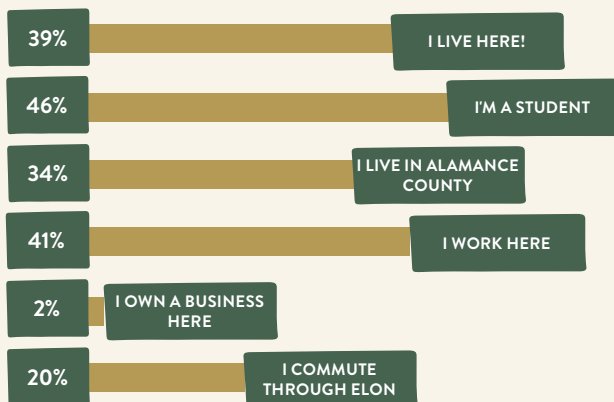 39%
I LIVE HERE!
46%
I'M A STUDENT
34%
I LIVE IN ALAMANCE
COUNTY
41%
I WORK HERE
2%
I OWN A BUSINESS
HERE
20%
I COMMUTE
THROUGH ELON